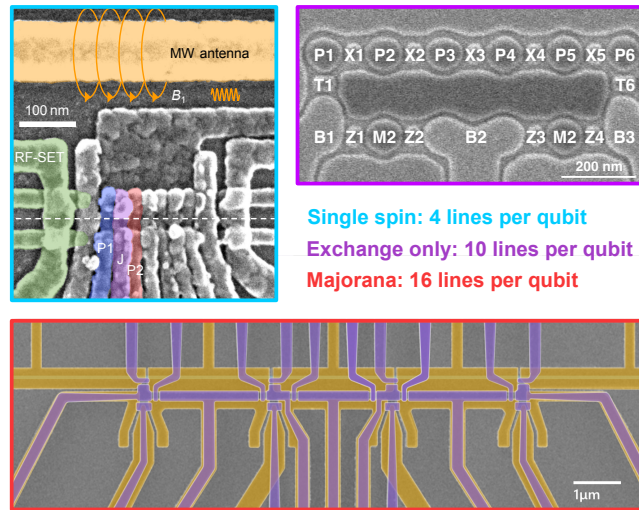 MW antenna
B1
100 nm
RF-SET
P1
J
P2
P1 X1 P2 X2 P3 X3 P4 X4 P5 X5 P6
T1 T6
B1 Z1 M2 Z2 B2 Z3 M2 Z4 B3
200 nm
Single spin: 4 lines per qubit
Exchange only: 10 lines per qubit
Majorana: 16 lines per qubit
1µm